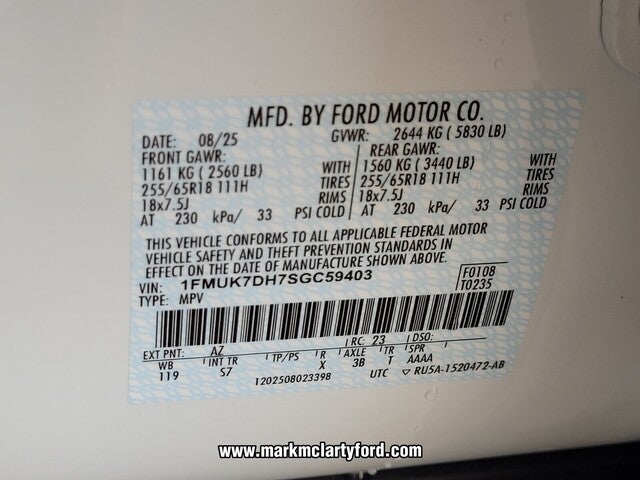 MFD. BY FORD MOTOR CO.
DATE: 08/25 GVWR: 2644 KG ( 5830 LB)
FRONT GAWR: REAR GAWR:
1161 KG ( 2560 LB) WITH 1560 KG ( 3440 LB) WITH
255/65R18 111H TIRES 255/65R18 111H TIRES
18x7.5J RIMS 18x7.5J RIMS
AT 230 kPa/ 33 PSI COLD AT 230 kPa/ 33 PSI COLD
THIS VEHICLE CONFORMS TO ALL APPLICABLE FEDERAL MOTOR
VEHICLE SAFETY AND THEFT PREVENTION STANDARDS IN
EFFECT ON THE DATE OF MANUFACTURE SHOWN ABOVE.
VIN: 1FMUK7DH7SGC59403 F0108
TYPE: MPV T0235
EXT PNT: AZ RC: 23 DSO:
WB INT TR TP/PS R AXLE TR SPR
119 S7 X 3B T AAAA
1202508023398 UTC ▽ RU5A-1520472-AB
www.markmclartyford.com